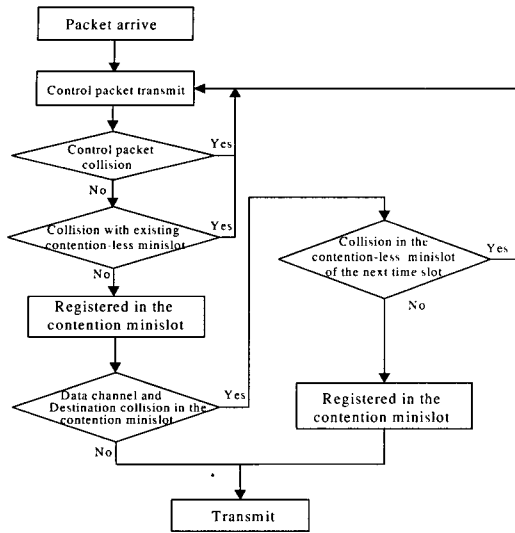 Packet arrive
Control packet transmit
Control packet
collision
Yes
No
Collision with existing
contention-less minislot
Yes
No
Registered in the
contention minislot
Data channel and
Destination collision in the
contention minislot
Yes
No
Collision in the
contention-less minislot
of the next time slot
Yes
No
Registered in the
contention minislot
Transmit